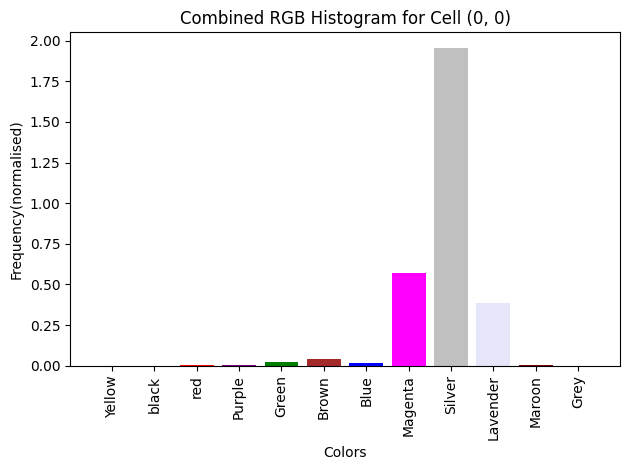 Combined RGB Histogram for Cell (0, 0)
Frequency(normalised)
2.00
1.75
1.50
1.25
1.00
0.75
0.50
0.25
0.00
Yellow
black
red
Purple
Green
Brown
Blue
Magenta
Silver
Lavender
Maroon
Grey
Colors